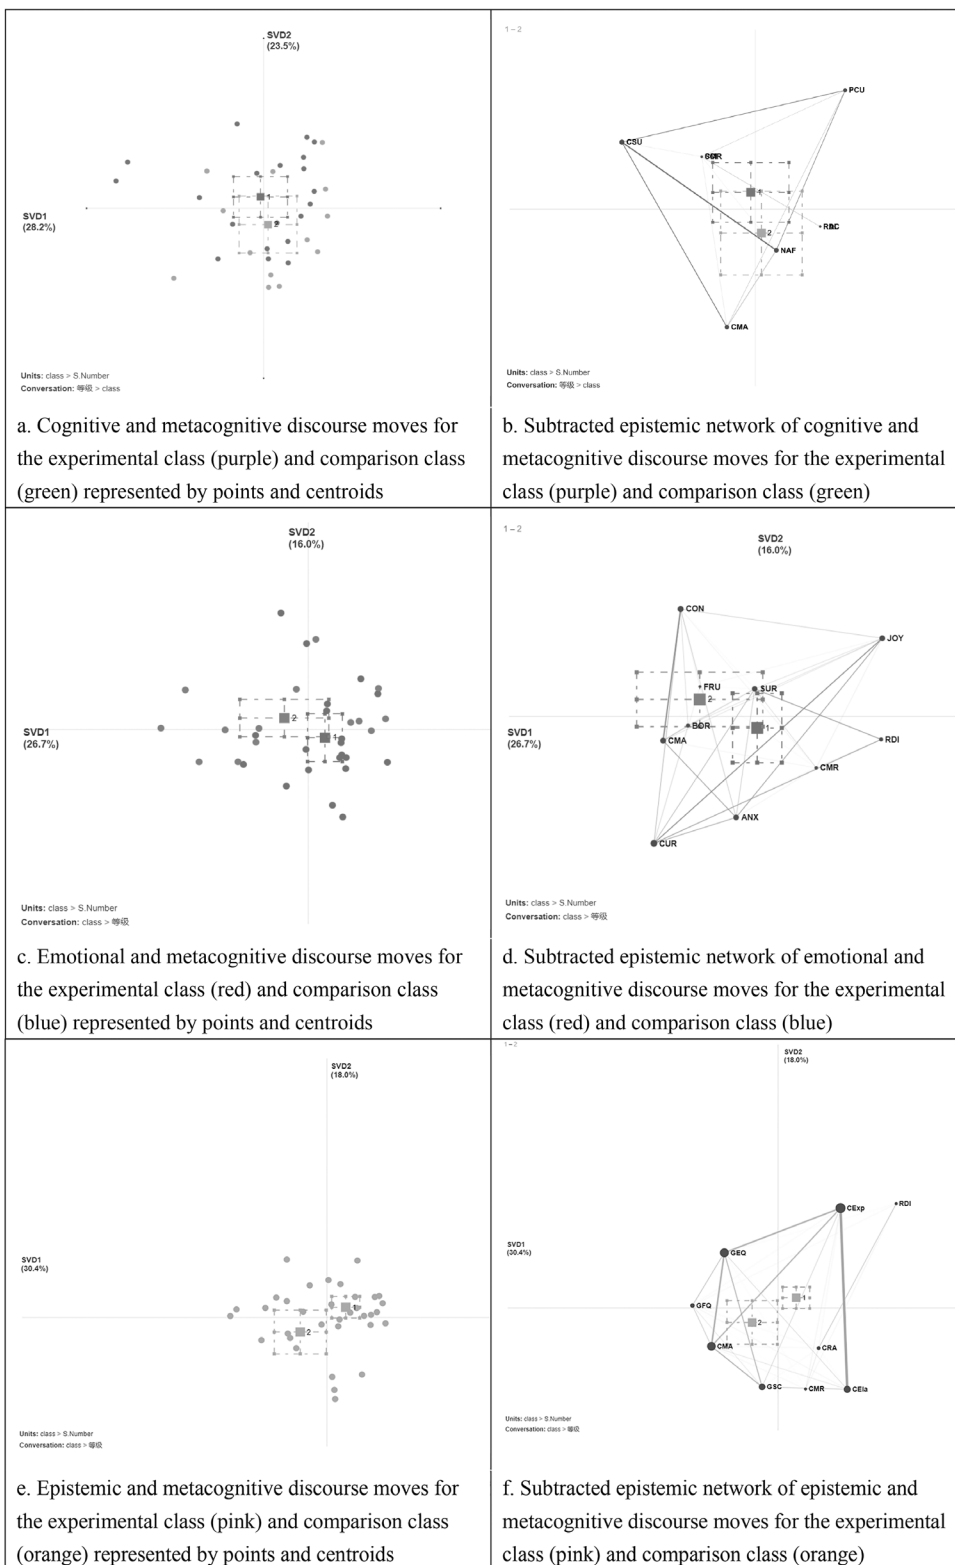 SVD2
(23.5%)
1
2
SVD1
(28.2%)
Units: class > S.Number
Conversation: 等级 > class
1-2
PCU
CSU
NAF
CMA
1
2
Units: class > S.Number
Conversation: 等级 > class
a. Cognitive and metacognitive discourse moves for
the experimental class (purple) and comparison class
(green) represented by points and centroids
b. Subtracted epistemic network of cognitive and
metacognitive discourse moves for the experimental
class (purple) and comparison class (green)
SVD2
(16.0%)
SVD1
(26.7%)
2
1
Units: class > S.Number
Conversation: class > 等级
1-2
SVD2
(16.0%)
CON
JOY
FRU
SUR
2
BOR
1
SVD1
(26.7%)
CMA
RDI
CMR
ANX
CUR
Units: class > S.Number
Conversation: class > 等级
c. Emotional and metacognitive discourse moves for
the experimental class (red) and comparison class
(blue) represented by points and centroids
d. Subtracted epistemic network of emotional and
metacognitive discourse moves for the experimental
class (red) and comparison class (blue)
SVD2
(18.0%)
SVD1
(30.4%)
1
2
Units: class > S.Number
Conversation: class > 等级
1-2
SVD2
(18.0%)
CExp
RDI
SVD1
(30.4%)
GEQ
1
GFQ
2
CMA
CRA
GSC
CMR
CEla
Units: class > S.Number
Conversation: class > 等级
e. Epistemic and metacognitive discourse moves for
the experimental class (pink) and comparison class
(orange) represented by points and centroids
f. Subtracted epistemic network of epistemic and
metacognitive discourse moves for the experimental
class (pink) and comparison class (orange)